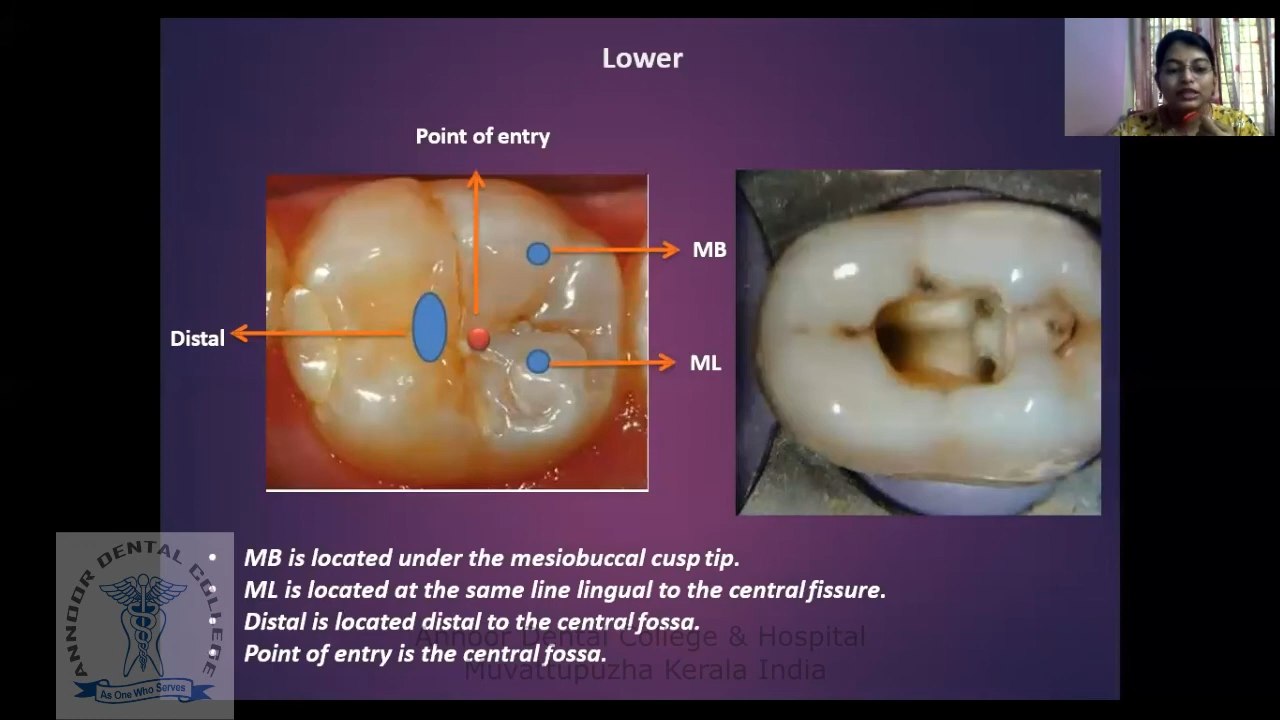 Lower
Point of entry
MB
Distal
ML
• MB is located under the mesiobuccal cusp tip.
• ML is located at the same line lingual to the central fissure.
• Distal is located distal to the central fossa.
• Point of entry is the central fossa.
Annoor Dental College & Hospital
Muvattupuzha Kerala India
ANNOOR DENTAL COLLEGE
As One Who Serves